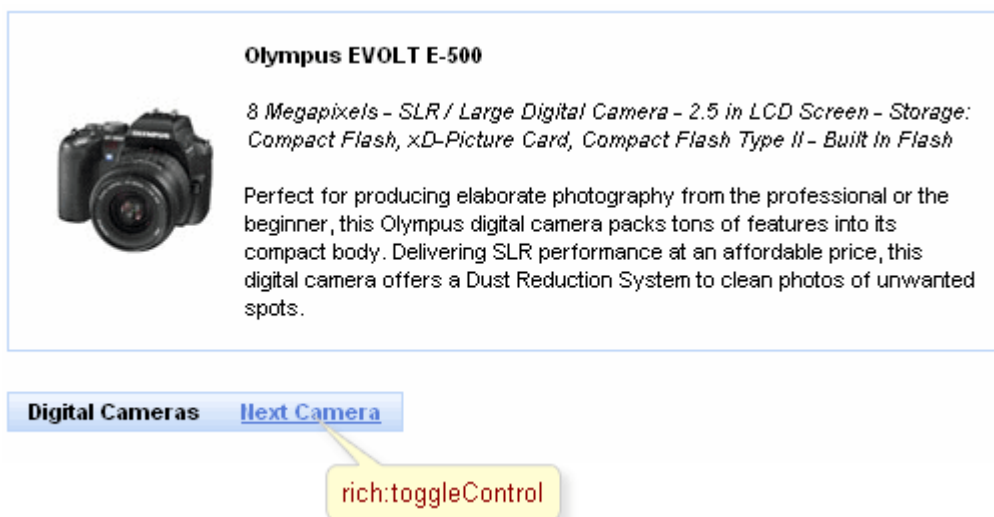 Olympus EVOLT E-500
8 Megapixels - SLR / Large Digital Camera - 2.5 in LCD Screen - Storage:
Compact Flash, xD-Picture Card, Compact Flash Type II - Built In Flash
Perfect for producing elaborate photography from the professional or the
beginner, this Olympus digital camera packs tons of features into its
compact body. Delivering SLR performance at an affordable price, this
digital camera offers a Dust Reduction System to clean photos of unwanted
spots.
Digital Cameras Next Camera
rich:toggleControl